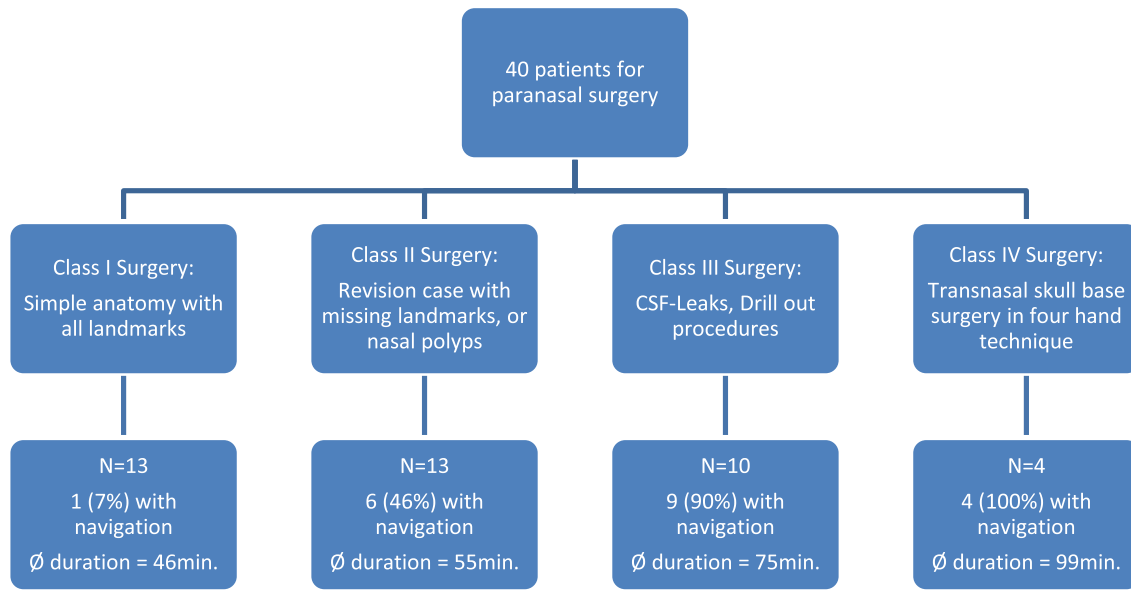 40 patients for
paranasal surgery
Class I Surgery:
Simple anatomy with
all landmarks
Class II Surgery:
Revision case with
missing landmarks, or
nasal polyps
Class III Surgery:
CSF-Leaks, Drill out
procedures
Class IV Surgery:
Transnasal skull base
surgery in four hand
technique
N=13
1 (7%) with
navigation
Ø duration = 46min.
N=13
6 (46%) with
navigation
Ø duration = 55min.
N=10
9 (90%) with
navigation
Ø duration = 75min.
N=4
4 (100%) with
navigation
Ø duration = 99min.